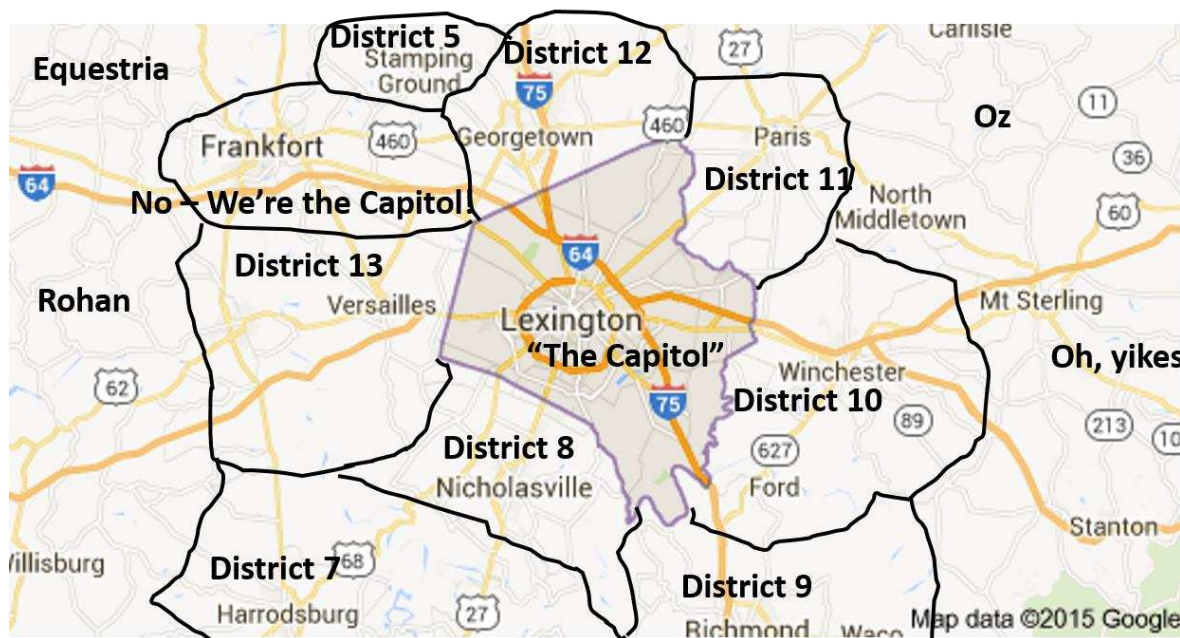 District 5
District 12
Carlisle
Equestria
Stamping
Ground
27
75
11
Oz
460
Georgetown
460
Paris
Frankfort
36
64
District 11
North
Middletown
60
No – We're the Capitol!
64
District 13
Rohan
Versailles
Mt Sterling
Lexington
"The Capitol"
Oh, yikes
Winchester
62
75
District 10
89
213
10
District 8
627
Nicholasville
Ford
Stanton
Willisburg
District 7
68
District 9
Harrodsburg
27
Richmond
Waco
Map data ©2015 Google